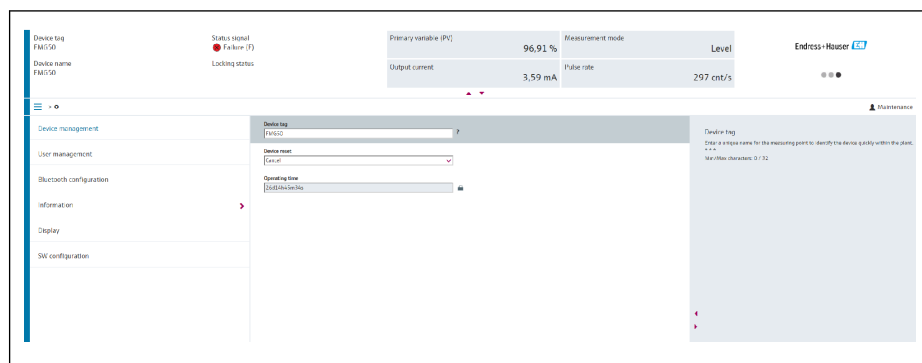 Device tag
FMG50
Device name
FMG50
Status signal
Failure (F)
Locking status
Primary variable (PV)
96,91 %
Output current
3,59 mA
Measurement mode
Level
Pulse rate
297 cnt/s
Endress+Hauser
Maintenance
Device management
User management
Bluetooth configuration
Information
Display
SW configuration
Device tag
FMG50
?
Device reset
Cancel
Operating time
26d14h43m34s
Device tag
Enter a unique name for the measuring point to identify the device quickly within the plant.
Min/Max characters: 0 / 32